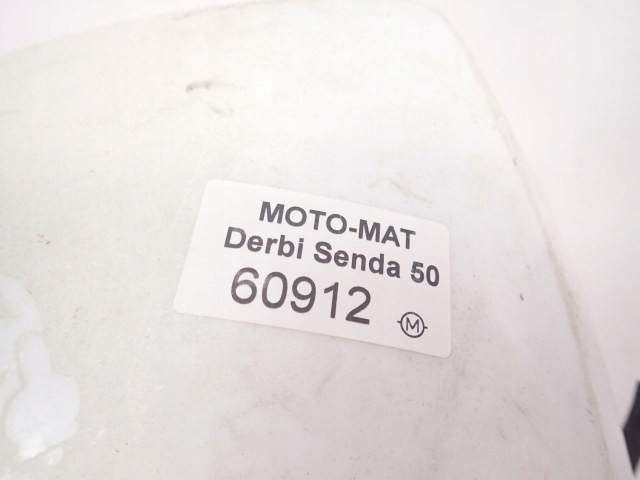 MOTO-MAT
Derbi Senda 50
60912
M